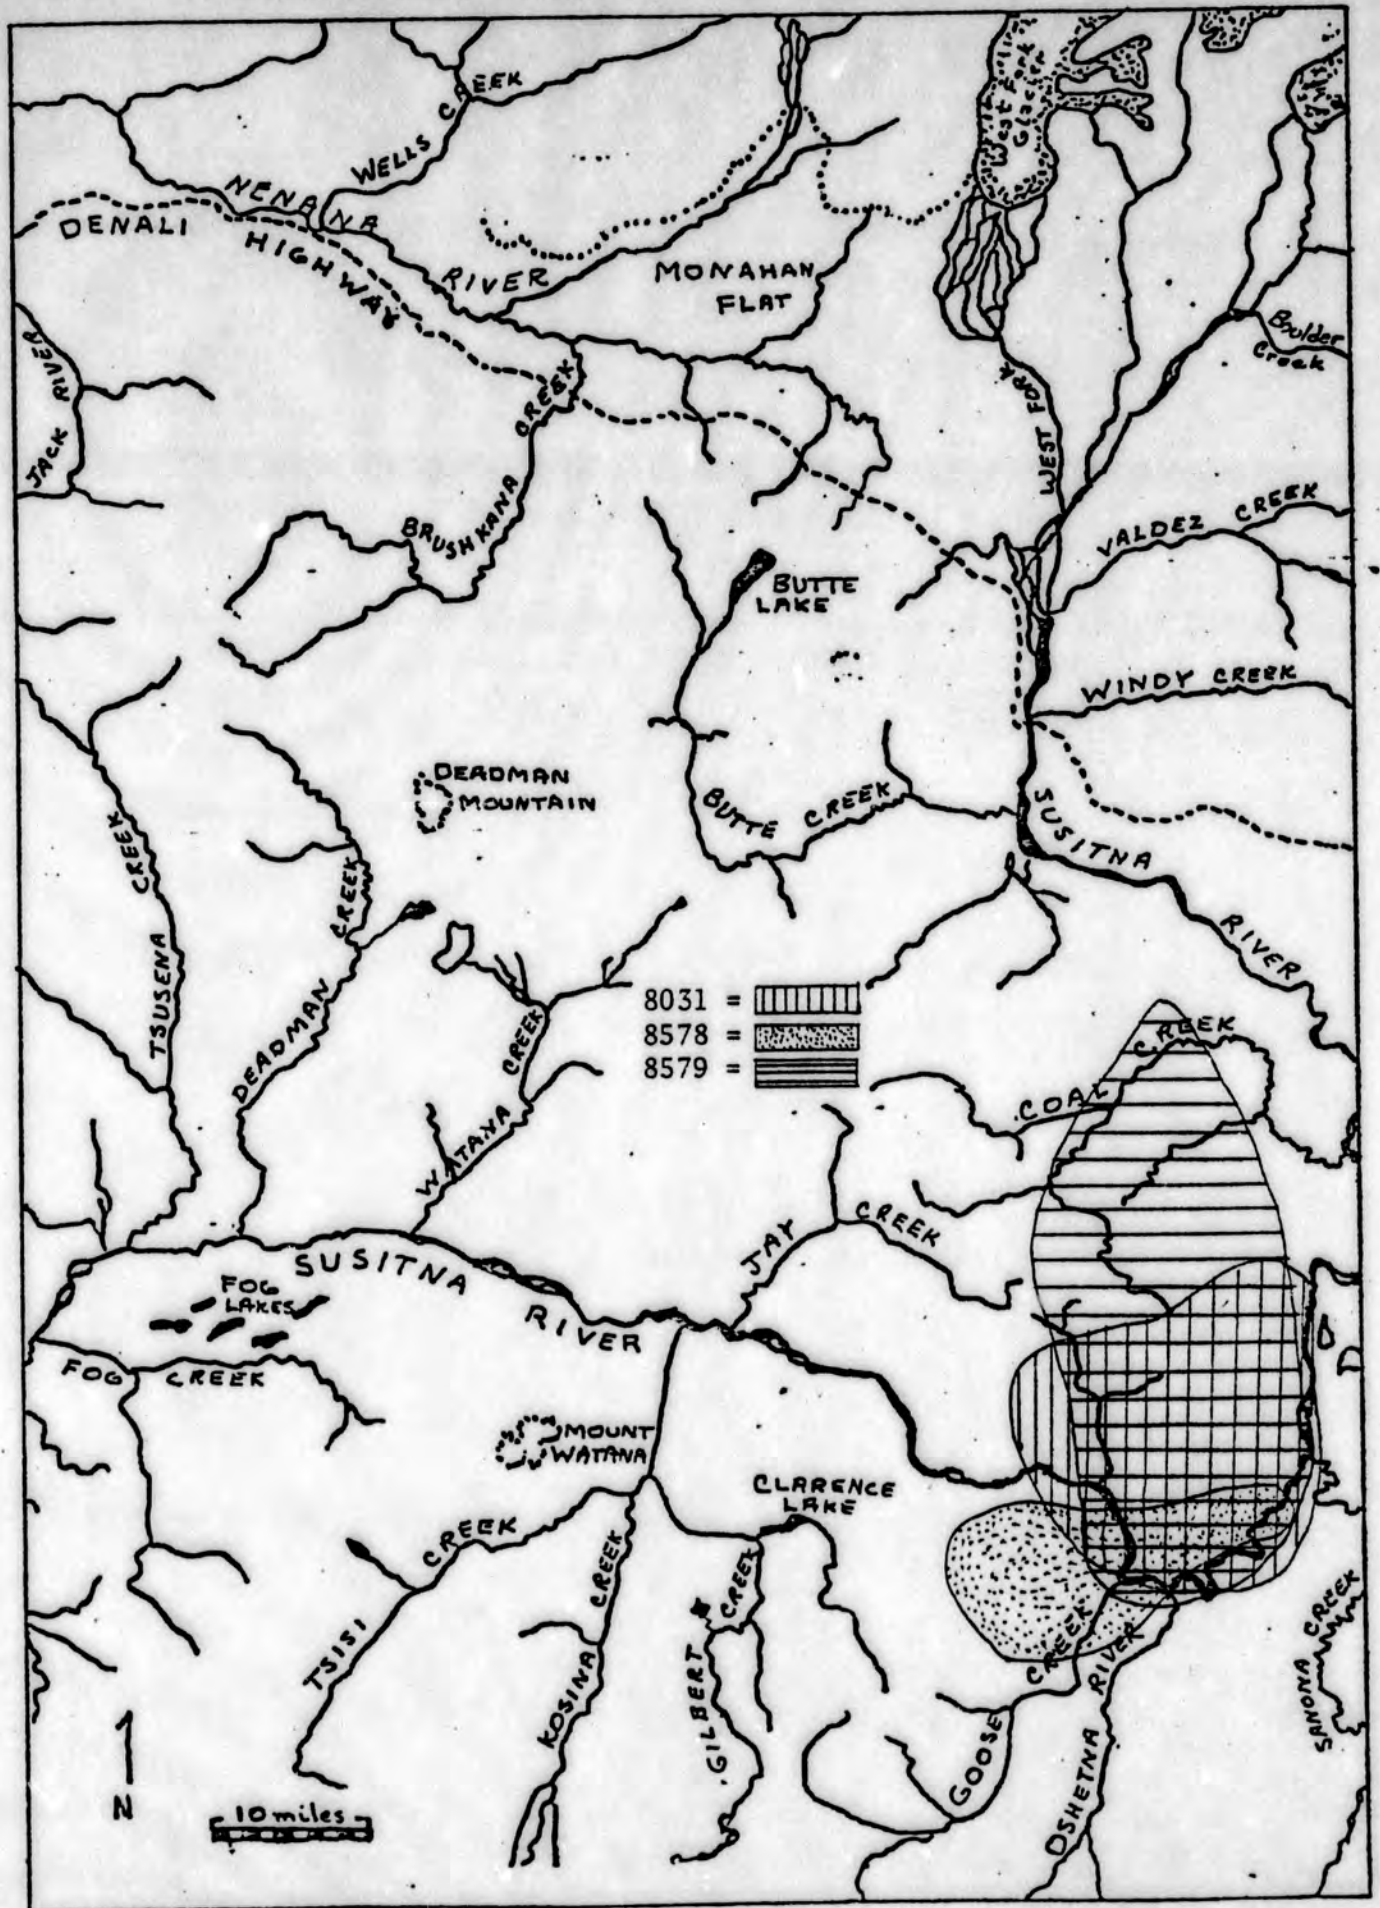 West Fork
Glacier
WELLS CREEK
NENANA
RIVER
DENALI
HIGHWAY
MONAHAN
FLAT
Boulder
Creek
JACK RIVER
WEST FORK
BRUSHKANA CREEK
VALDEZ CREEK
BUTTE
LAKE
WINDY CREEK
DEADMAN
MOUNTAIN
BUTTE CREEK
SUSITNA
RIVER
TSUSENA CREEK
DEADMAN CREEK
8031 =
8578 =
8579 =
WATANA CREEK
COAL CREEK
JAY CREEK
SUSITNA
RIVER
FOG
LAKES
FOG CREEK
MOUNT
WATANA
CLARENCE
LAKE
TSISI CREEK
KOSINA CREEK
GILBERT CREEK
GOOSE CREEK
OSHETNA RIVER
SANONA CREEK
N
10 miles